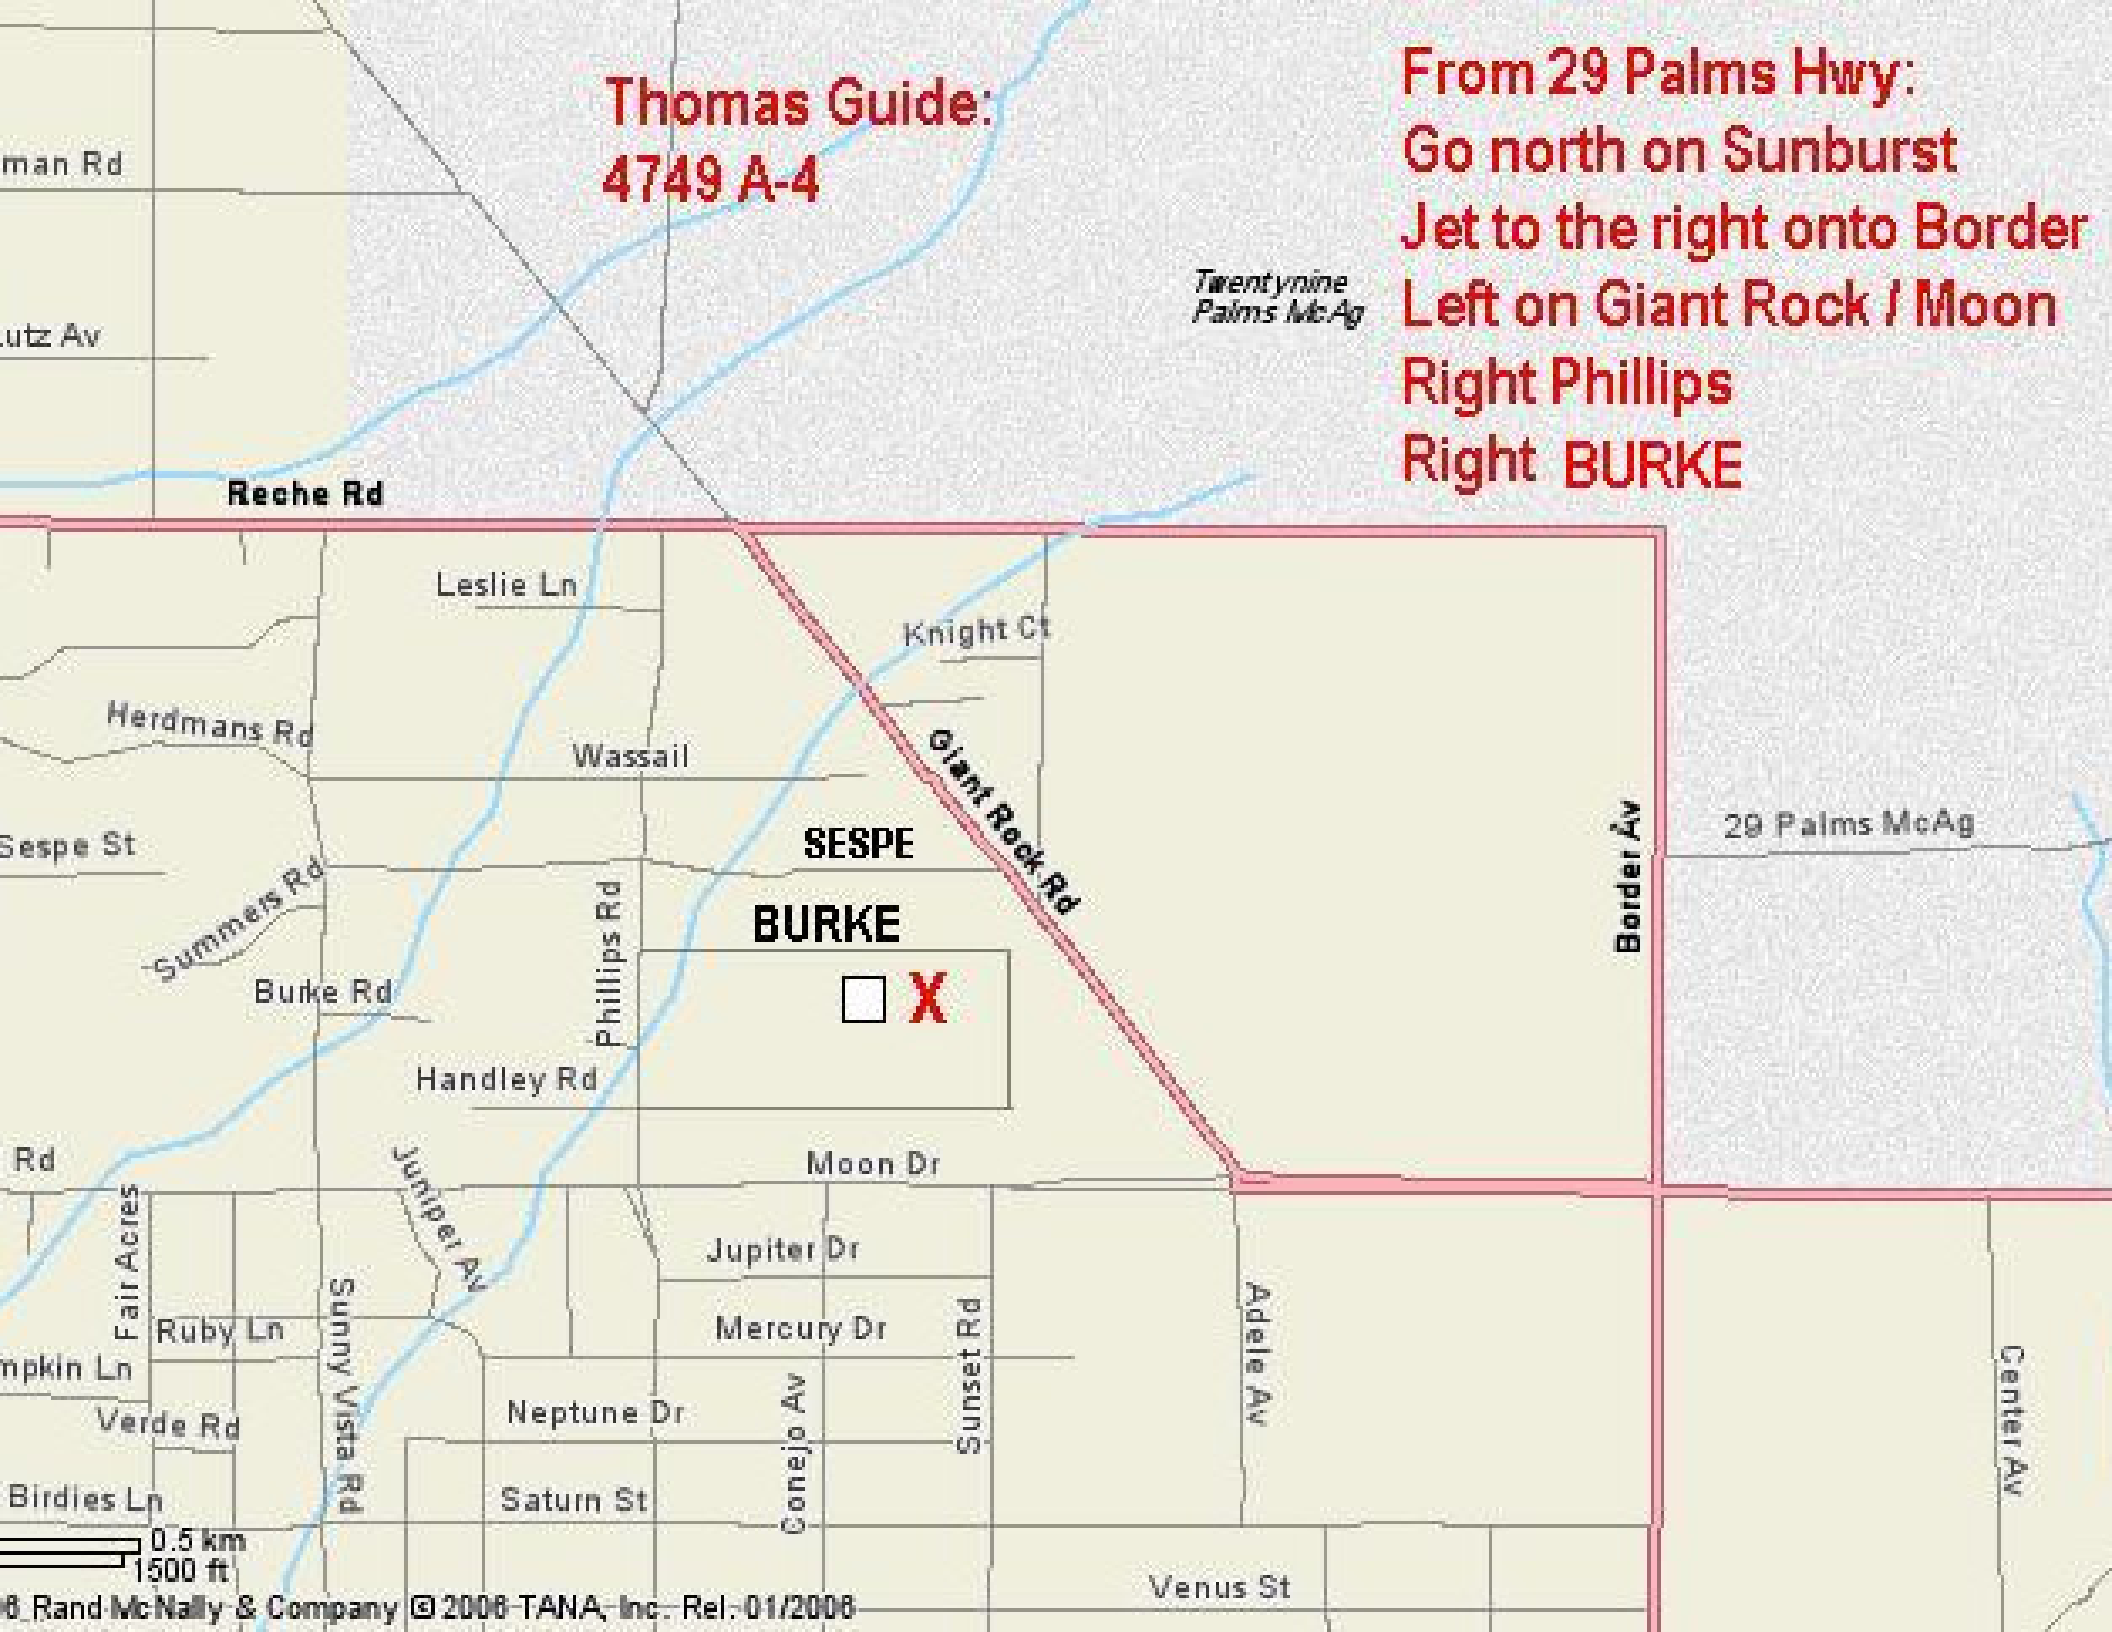 Thomas Guide:
4749 A-4
From 29 Palms Hwy:
Go north on Sunburst
Jet to the right onto Border
Left on Giant Rock / Moon
Right Phillips
Right BURKE
man Rd
Twentynine
Palms McAg
utz Av
Reche Rd
Leslie Ln
Knight Ct
Herdmans Rd
Wassail
Giant Rock Rd
Sespe St
SESPE
Border Av
29 Palms McAg
Summers Rd
Phillips Rd
BURKE
Burke Rd
X
Handley Rd
Rd
Juniper Av
Moon Dr
Fair Acres
Jupiter Dr
Sunny Vista Rd
Ruby Ln
Mercury Dr
Sunset Rd
Adele Av
mpkin Ln
Center Av
Verde Rd
Neptune Dr
Conejo Av
Birdies Ln
Saturn St
0.5 km
1500 ft
Venus St
6 Rand McNally & Company © 2006 TANA, Inc. Rel. 01/2006